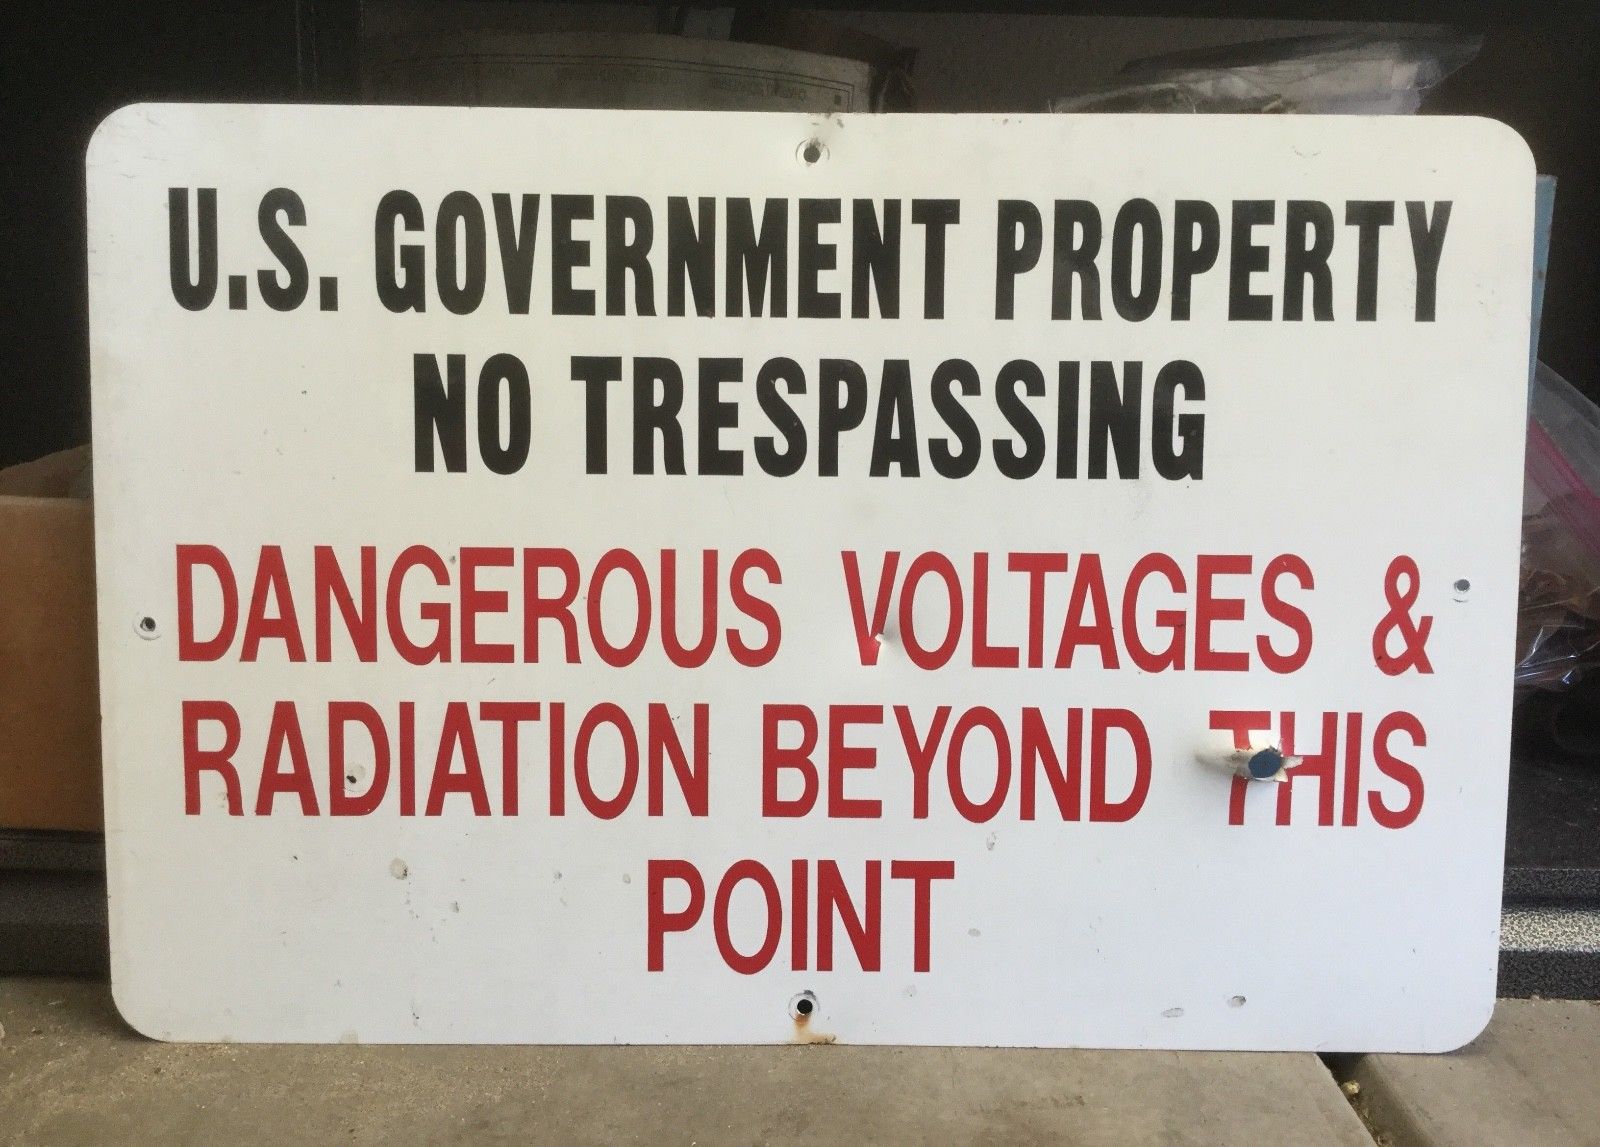 U.S. GOVERNMENT PROPERTY
NO TRESPASSING
DANGEROUS VOLTAGES &
RADIATION BEYOND THIS
POINT